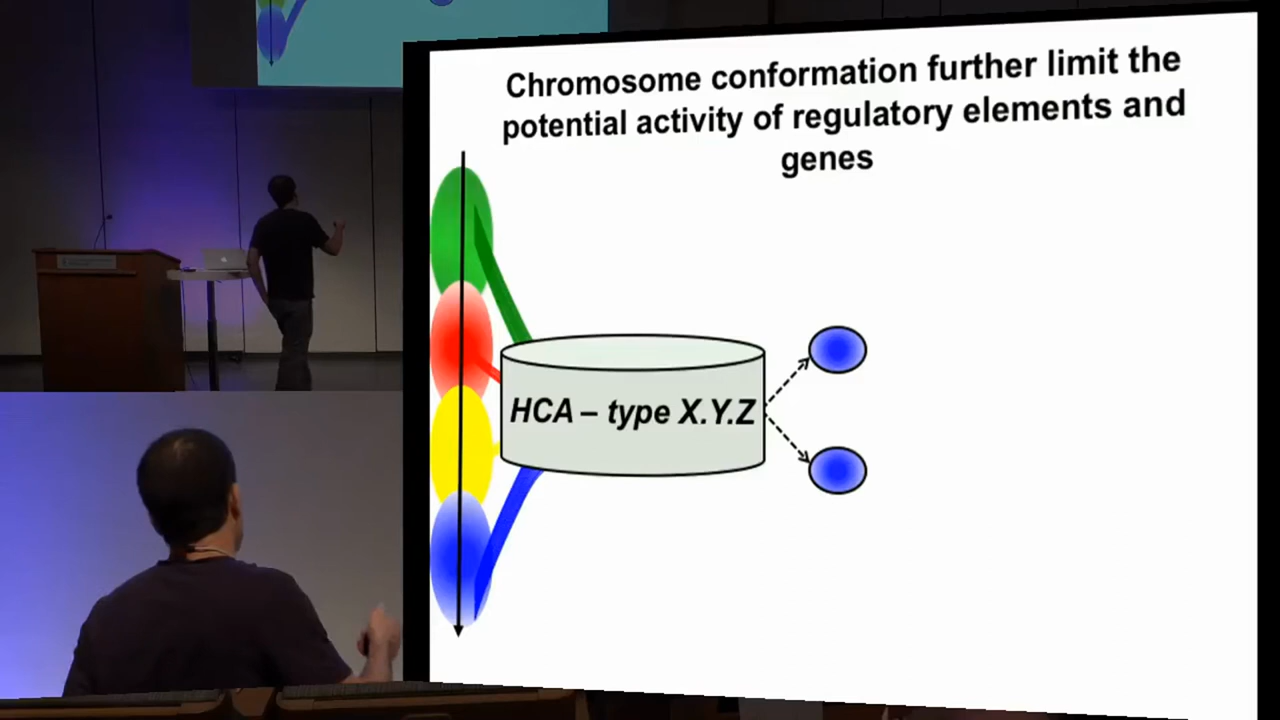 Chromosome conformation further limit the
potential activity of regulatory elements and
genes
HCA – type X.Y.Z